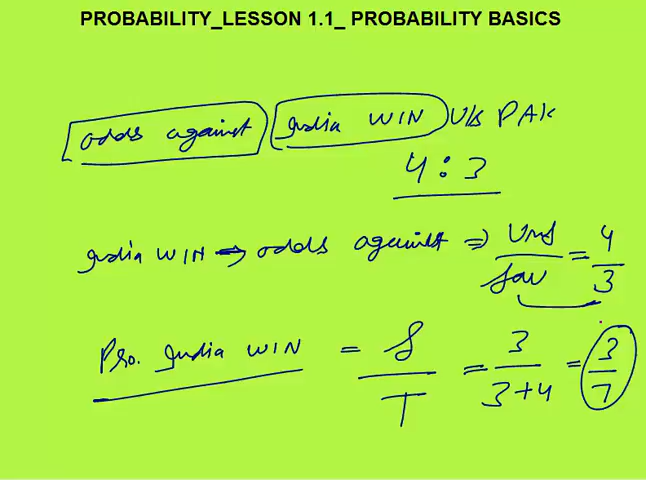 PROBABILITY_LESSON 1.1_ PROBABILITY BASICS
odds against India WIN V/s PAK
4 : 3
India WIN → odds against ⇒ Unf/fav = 4/3
Pro. India WIN = f/T = 3/3+4 = 3/7